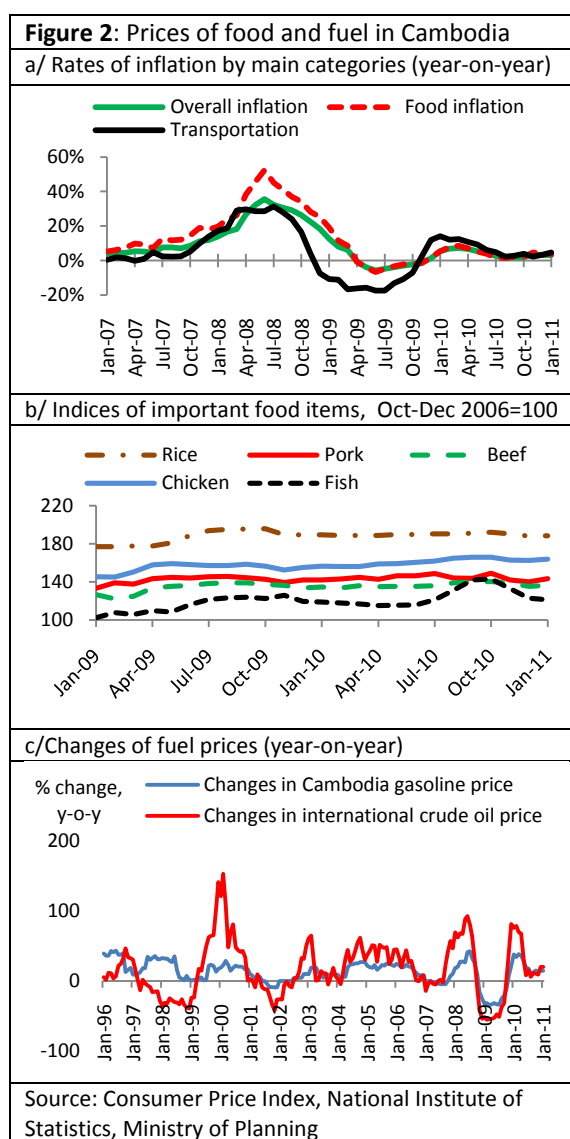 Figure 2: Prices of food and fuel in Cambodia
a/ Rates of inflation by main categories (year-on-year)
Overall inflation Food inflation
Transportation
60%
40%
20%
0%
-20%
Jan-07 Apr-07 Jul-07 Oct-07 Jan-08 Apr-08 Jul-08 Oct-08 Jan-09 Apr-09 Jul-09 Oct-09 Jan-10 Apr-10 Jul-10 Oct-10 Jan-11
b/ Indices of important food items, Oct-Dec 2006=100
Rice Pork Beef
Chicken Fish
220
180
140
100
Jan-09 Apr-09 Jul-09 Oct-09 Jan-10 Apr-10 Jul-10 Oct-10 Jan-11
c/Changes of fuel prices (year-on-year)
% change, Changes in Cambodia gasoline price
y-o-y Changes in international crude oil price
200
100
0
-100
Jan-96 Jan-97 Jan-98 Jan-99 Jan-00 Jan-01 Jan-02 Jan-03 Jan-04 Jan-05 Jan-06 Jan-07 Jan-08 Jan-09 Jan-10 Jan-11
Source: Consumer Price Index, National Institute of
Statistics, Ministry of Planning